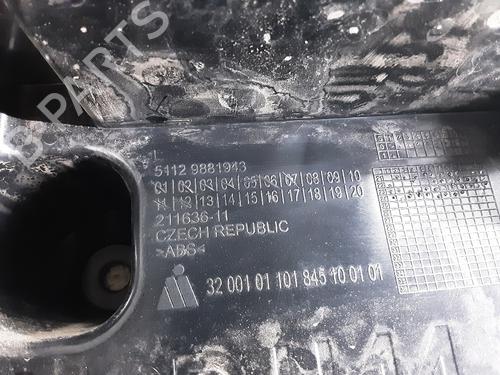 B-PARTS
L
5112 9881943
01|02|03|04|05|06|07|08|09|10
11|12|13|14|15|16|17|18|19|20
211636-11
CZECH REPUBLIC
>ABS<
32 001 01 101 845 10 01 01